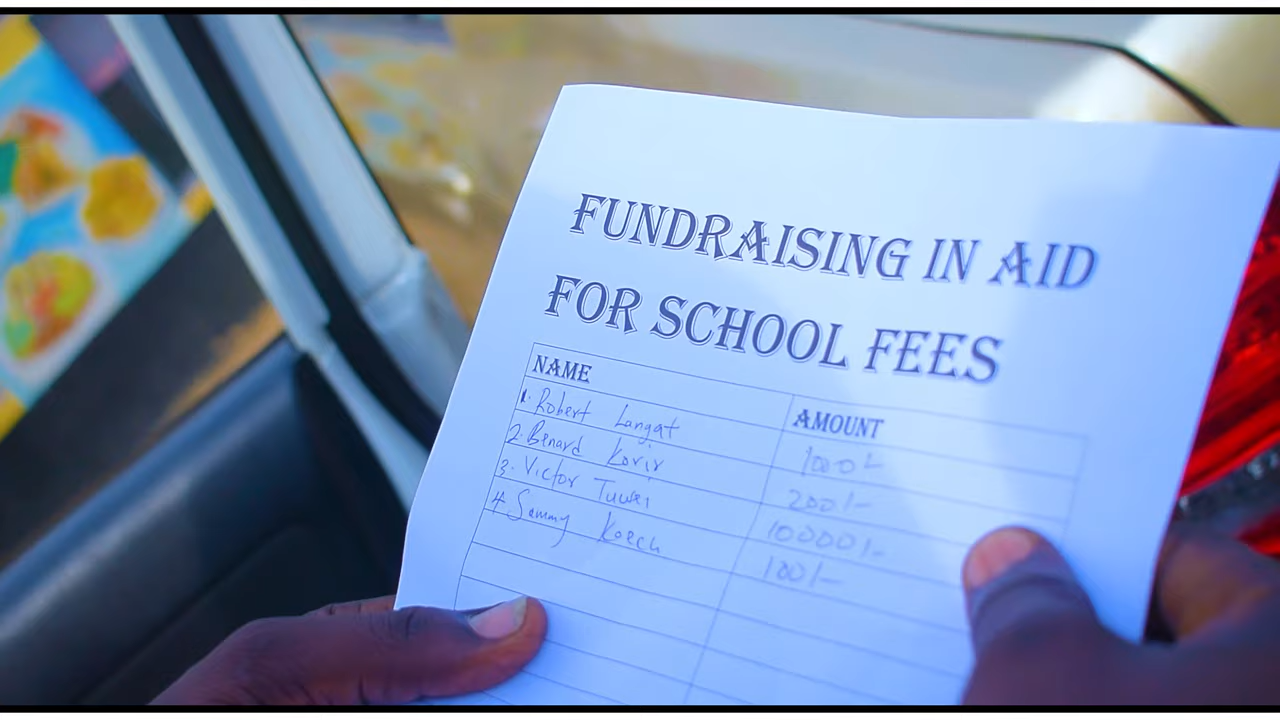 FUNDRAISING IN AID
FOR SCHOOL FEES
NAME AMOUNT
1. Robert Langat 1000/-
2. Benard Korir 200/-
3. Victor Tuwei 10000/-
4. Sammy Koech 100/-